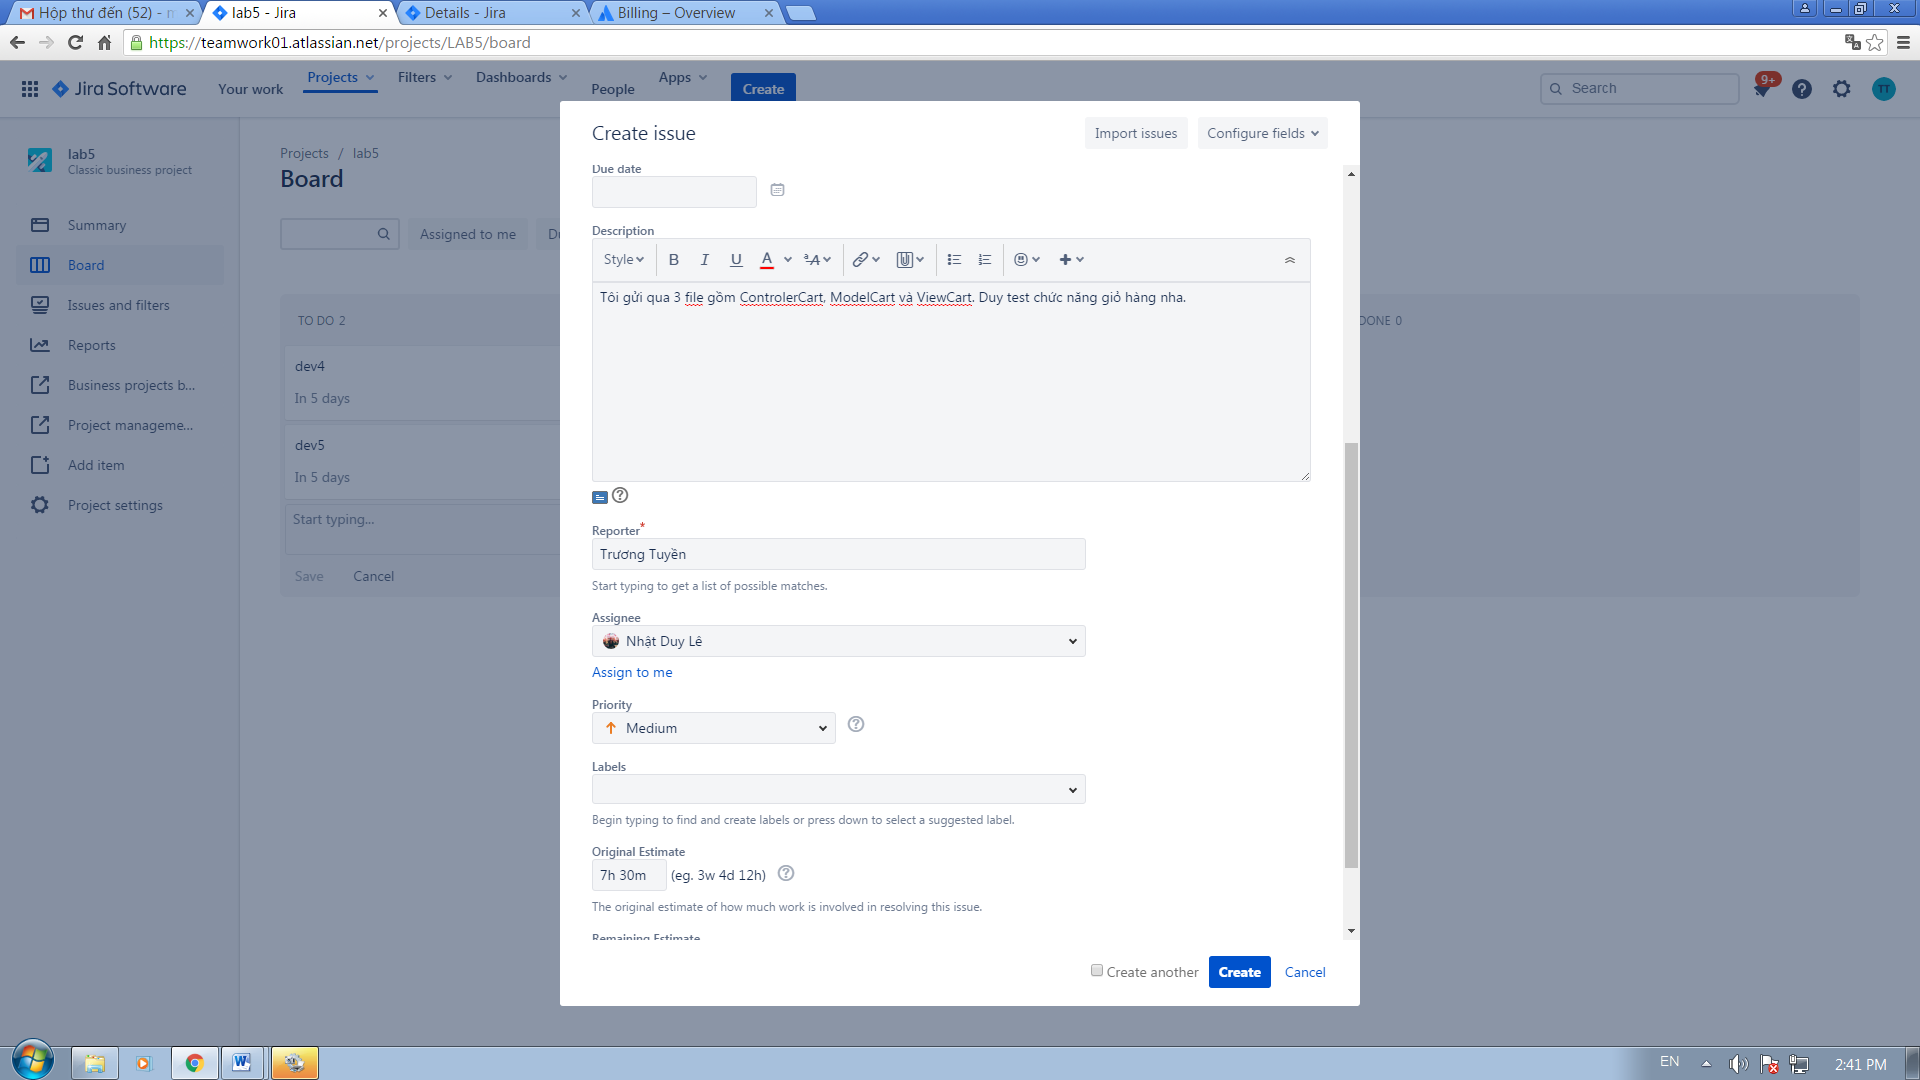 Hộp thư đến (52) - m
lab5 - Jira
Details - Jira
Billing – Overview
https://teamwork01.atlassian.net/projects/LAB5/board
Jira Software
Your work
Projects
Filters
Dashboards
People
Apps
Create
Search
9+
TT
lab5
Classic business project
Summary
Board
Issues and filters
Reports
Business projects b...
Project manageme...
Add item
Project settings
Projects / lab5
Board
Assigned to me
TO DO 2
dev4
In 5 days
dev5
In 5 days
Start typing...
Save
Cancel
DONE 0
Create issue
Import issues
Configure fields
Due date
Description
Style
B
I
U
A
Tôi gửi qua 3 file gồm ControlerCart, ModelCart và ViewCart. Duy test chức năng giỏ hàng nha.
Reporter*
Trương Tuyền
Start typing to get a list of possible matches.
Assignee
Nhật Duy Lê
Assign to me
Priority
Medium
Labels
Begin typing to find and create labels or press down to select a suggested label.
Original Estimate
7h 30m (eg. 3w 4d 12h)
The original estimate of how much work is involved in resolving this issue.
Remaining Estimate
Create another
Create
Cancel
EN
2:41 PM